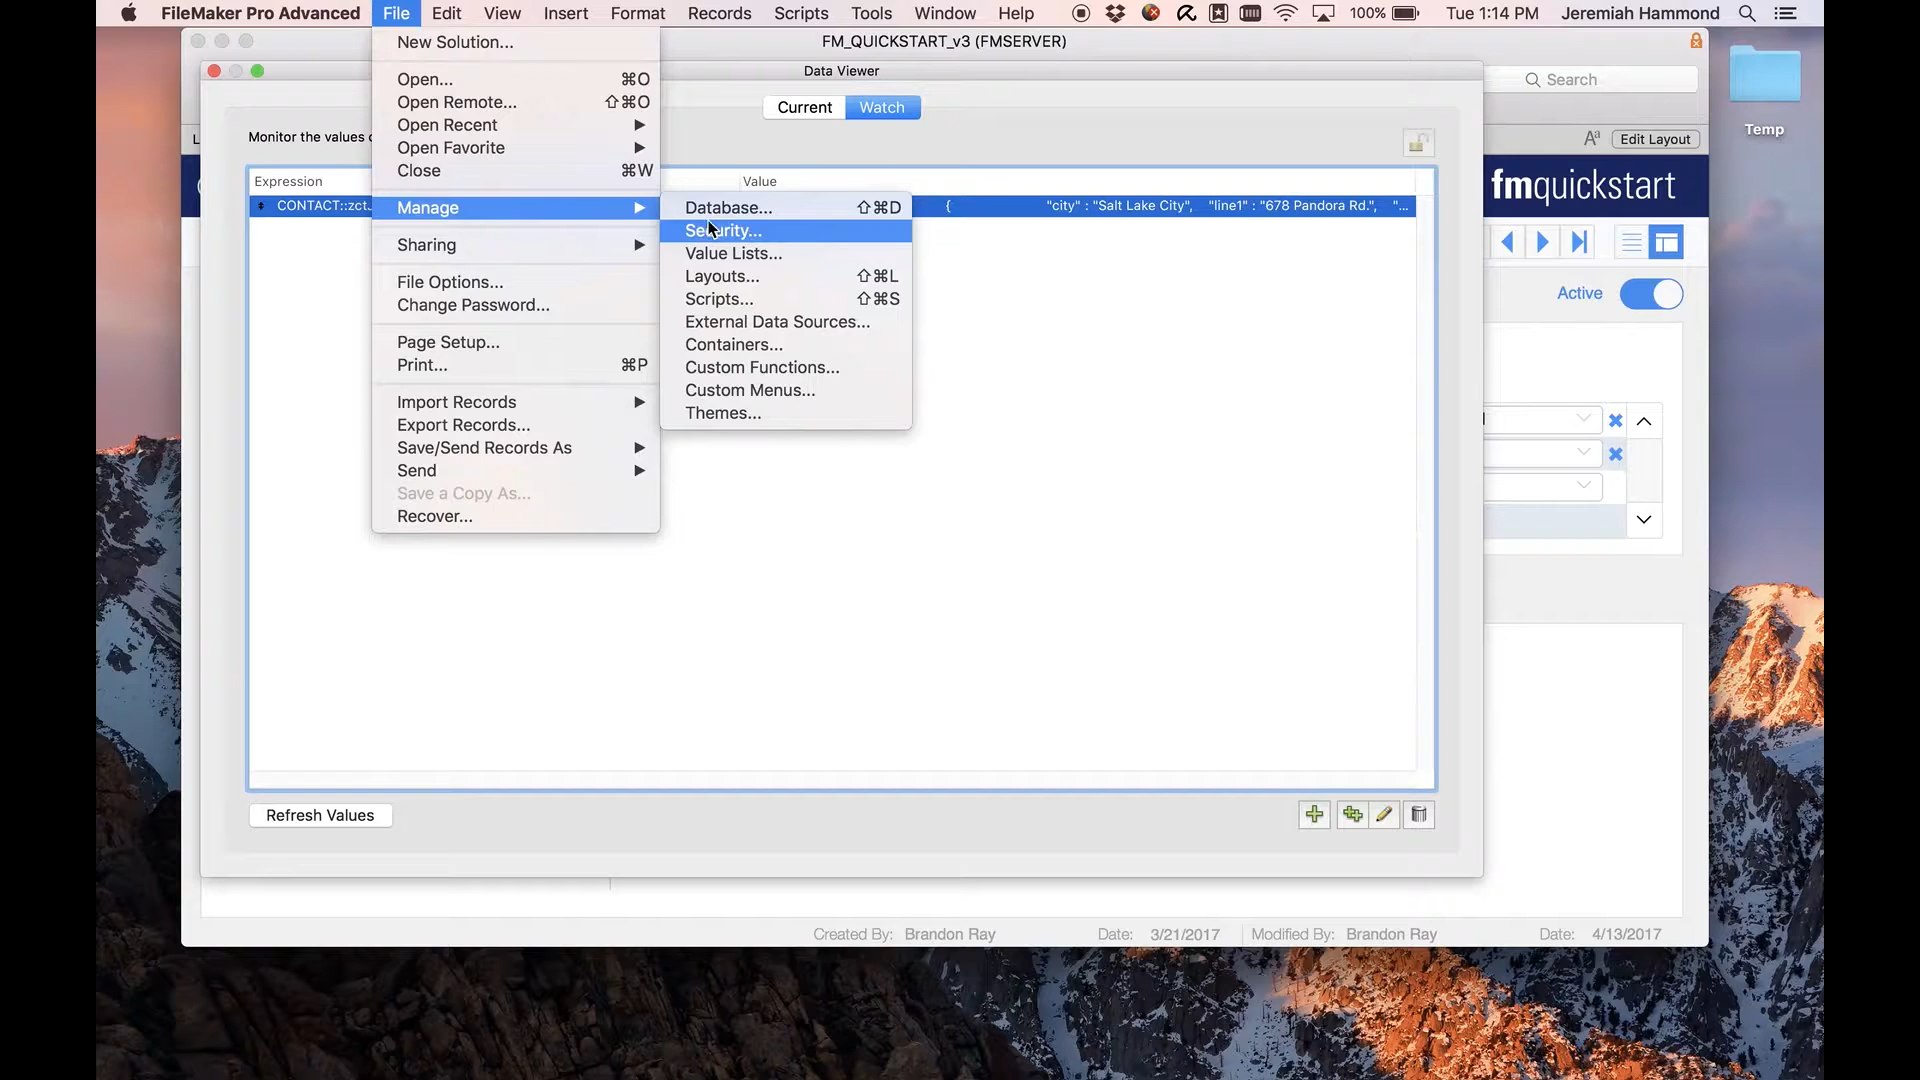 FileMaker Pro Advanced File Edit View Insert Format Records Scripts Tools Window Help 100% Tue 1:14 PM Jeremiah Hammond
FM_QUICKSTART_v3 (FMSERVER)
Data Viewer
Search
Current Watch
Temp
Edit Layout
Monitor the values
Expression
Value
CONTACT::zctJ
{ "city" : "Salt Lake City", "line1" : "678 Pandora Rd.", "...
fmquickstart
New Solution...
Open... ⌘O
Open Remote... ⇧⌘O
Open Recent
Open Favorite
Close ⌘W
Manage
Sharing
File Options...
Change Password...
Page Setup...
Print... ⌘P
Import Records
Export Records...
Save/Send Records As
Send
Save a Copy As...
Recover...
Database... ⇧⌘D
Security...
Value Lists...
Layouts... ⇧⌘L
Scripts... ⇧⌘S
External Data Sources...
Containers...
Custom Functions...
Custom Menus...
Themes...
Active
Refresh Values
Created By: Brandon Ray Date: 3/21/2017 Modified By: Brandon Ray Date: 4/13/2017